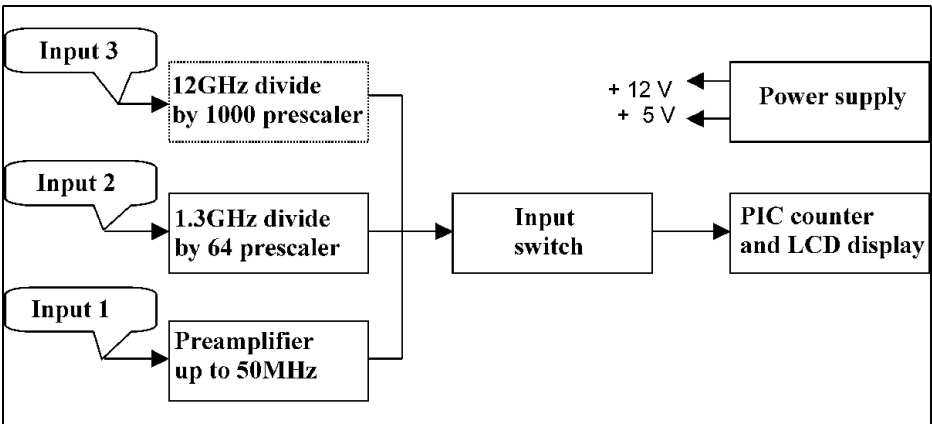 Input 3
12GHz divide
by 1000 prescaler
+ 12 V
+ 5 V
Power supply
Input 2
1.3GHz divide
by 64 prescaler
Input
switch
PIC counter
and LCD display
Input 1
Preamplifier
up to 50MHz